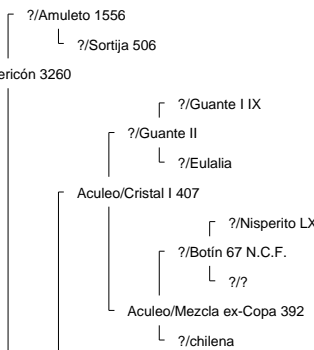 ?/Amuleto 1556
?/Sortija 506
ericón 3260
?/Guante I IX
?/Guante II
?/Eulalia
Aculeo/Cristal I 407
?/Nisperito LX
?/Botín 67 N.C.F.
?/?
Aculeo/Mezcla ex-Copa 392
?/chilena